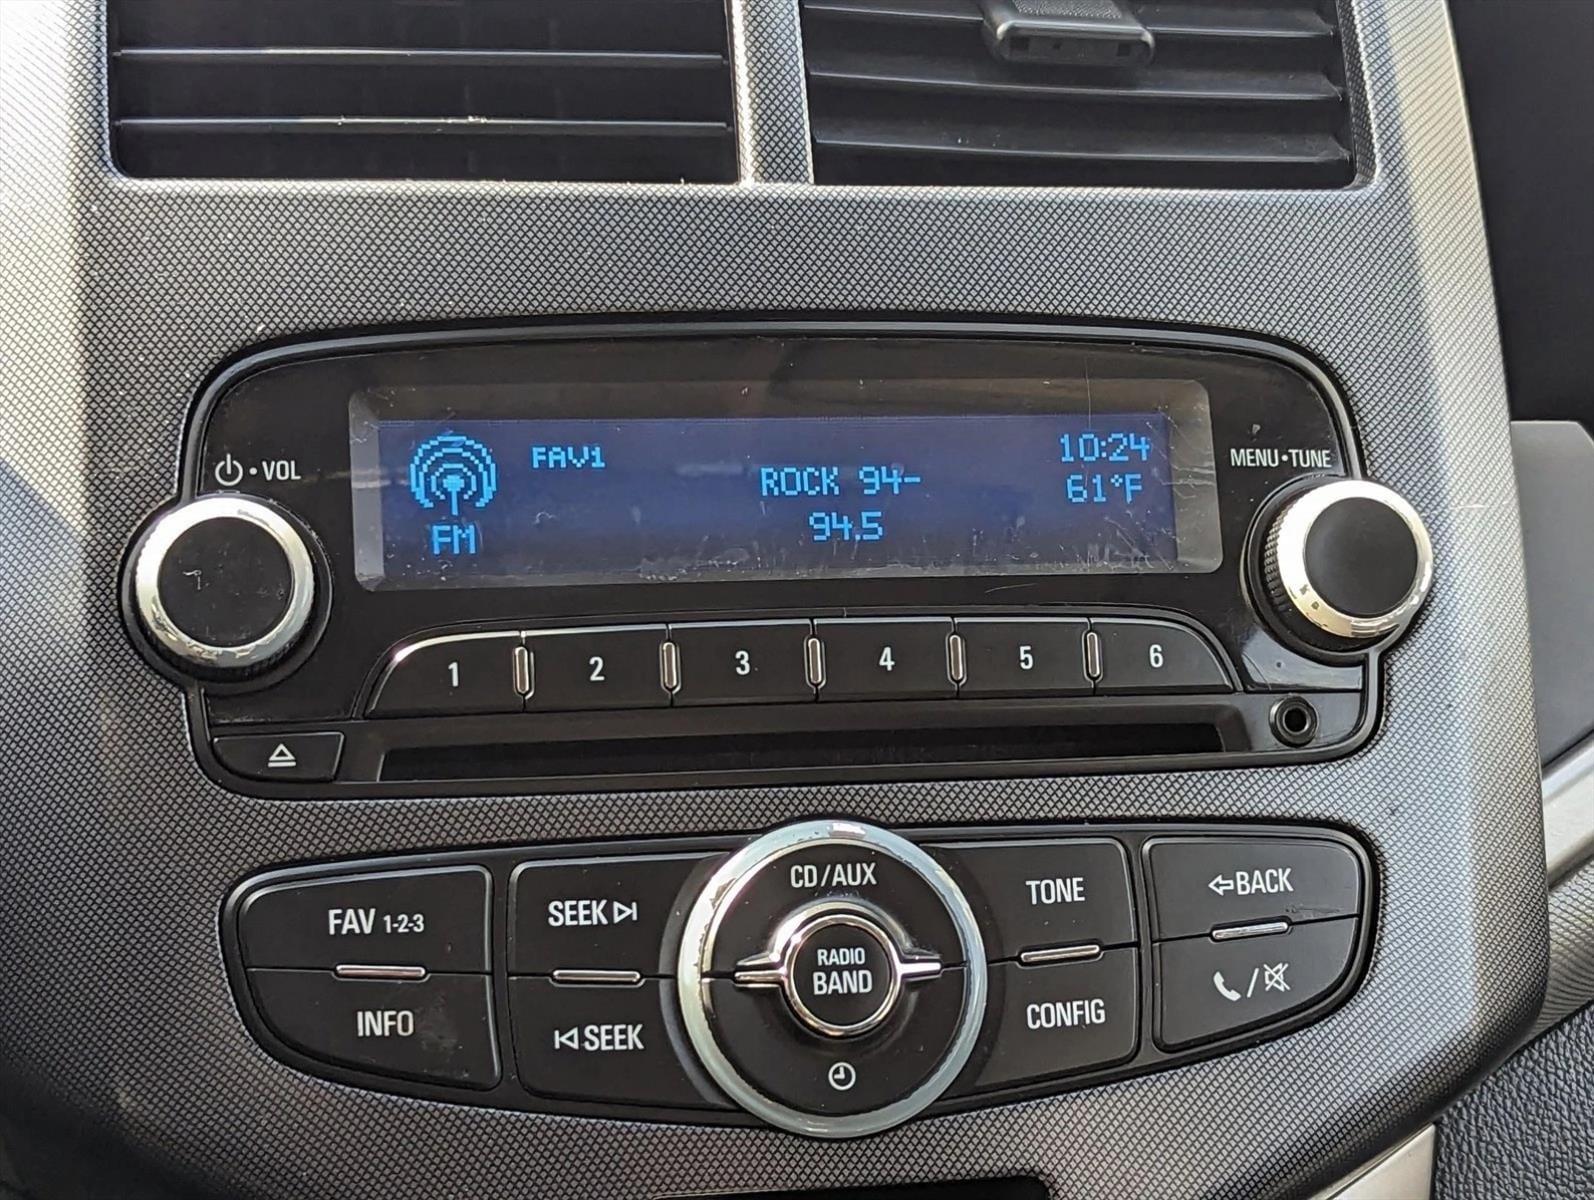 VOL
FAV1
ROCK 94-
94.5
10:24
61°F
FM
MENU•TUNE
1
2
3
4
5
6
FAV 1-2-3
INFO
SEEK
SEEK
CD/AUX
RADIO
BAND
TONE
CONFIG
BACK